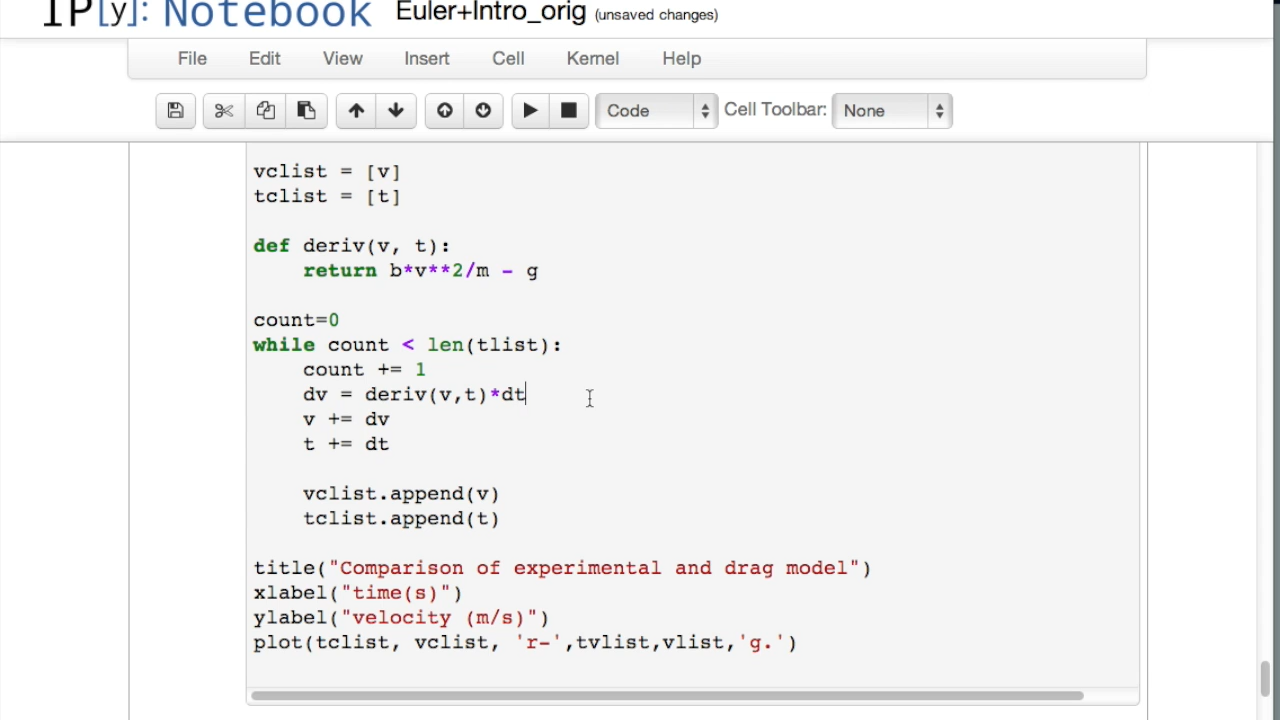 IP[y]: Notebook Euler+Intro_orig (unsaved changes)
File Edit View Insert Cell Kernel Help
Code Cell Toolbar: None
vclist = [v]
tclist = [t]
def deriv(v, t):
    return b*v**2/m - g
count=0
while count < len(tlist):
    count += 1
    dv = deriv(v,t)*dt
    v += dv
    t += dt
    vclist.append(v)
    tclist.append(t)
title("Comparison of experimental and drag model")
xlabel("time(s)")
ylabel("velocity (m/s)")
plot(tclist, vclist, 'r-',tvlist,vlist,'g.')